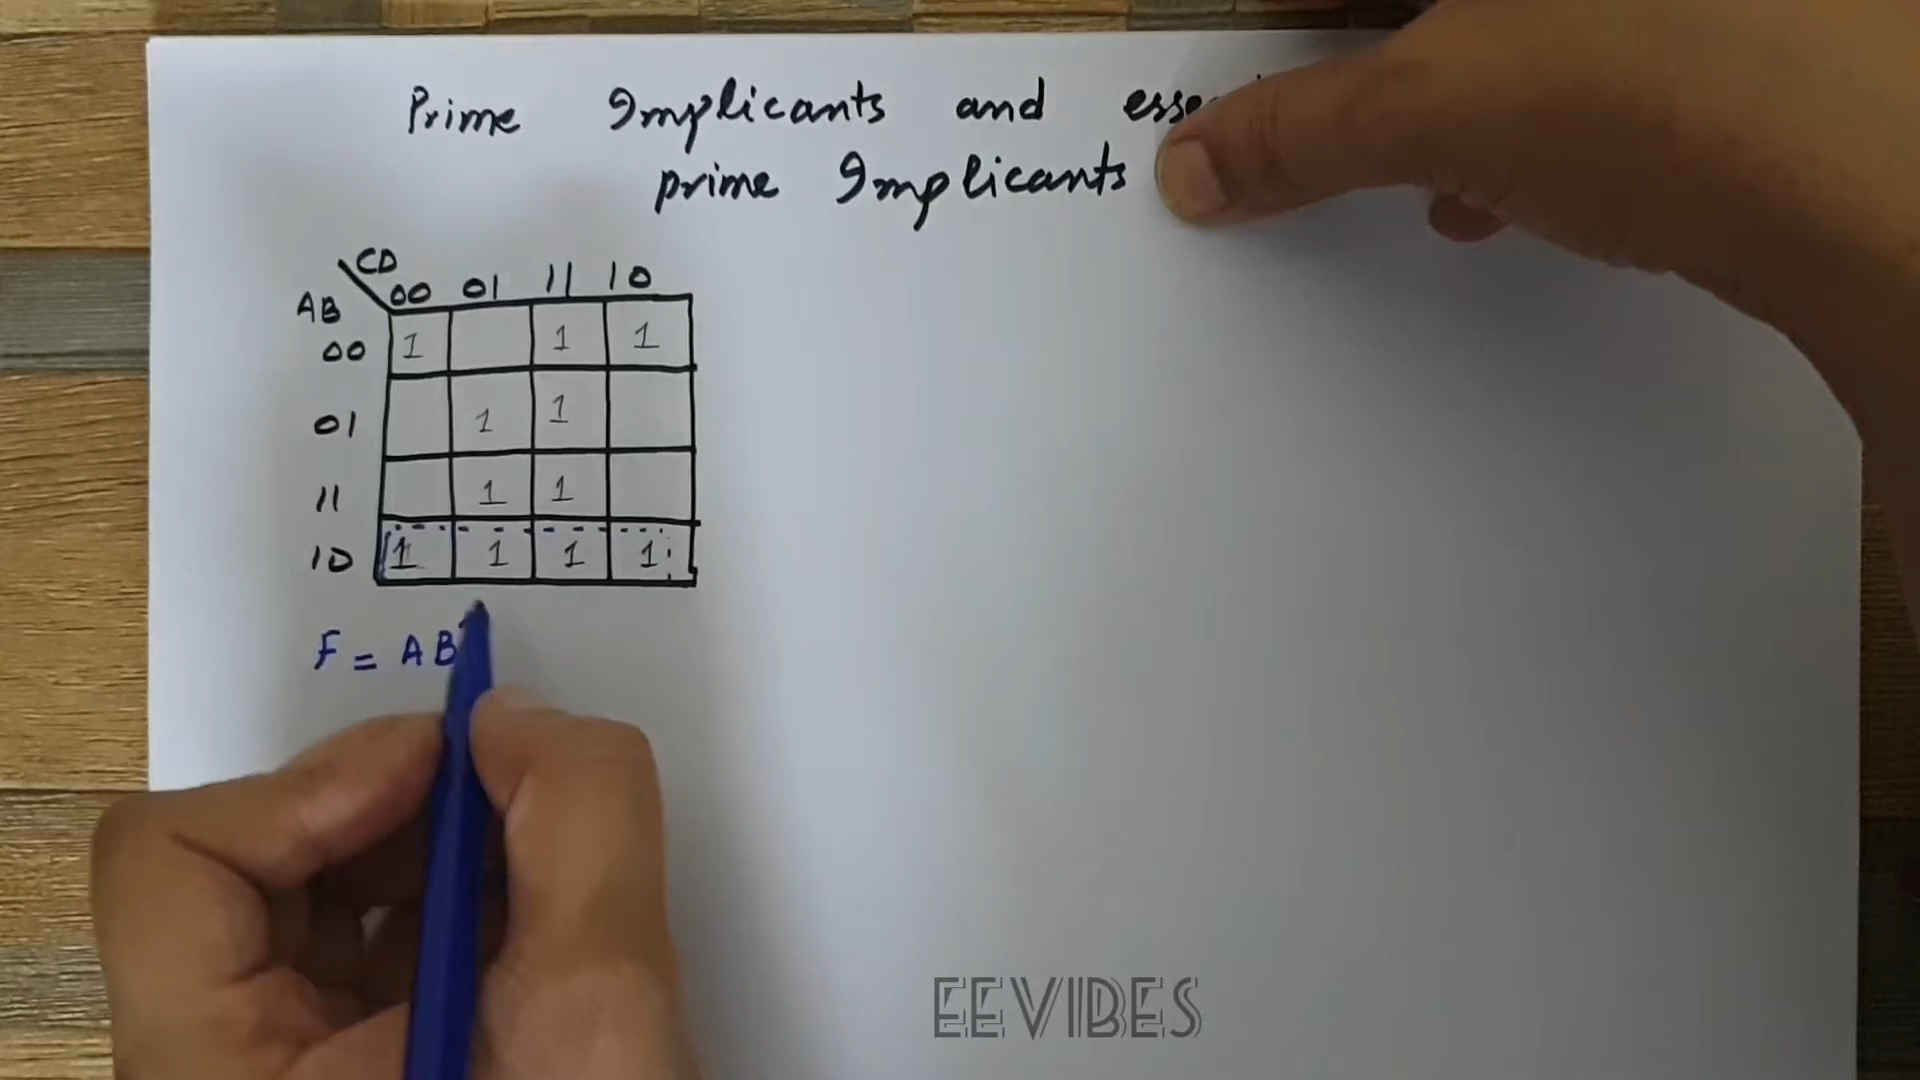 Prime Implicants and
prime Implicants
CD
AB 00 01 11 10
00 1 1 1
01 1 1
11 1 1
10 1 1 1 1
F = AB
EEVIBES